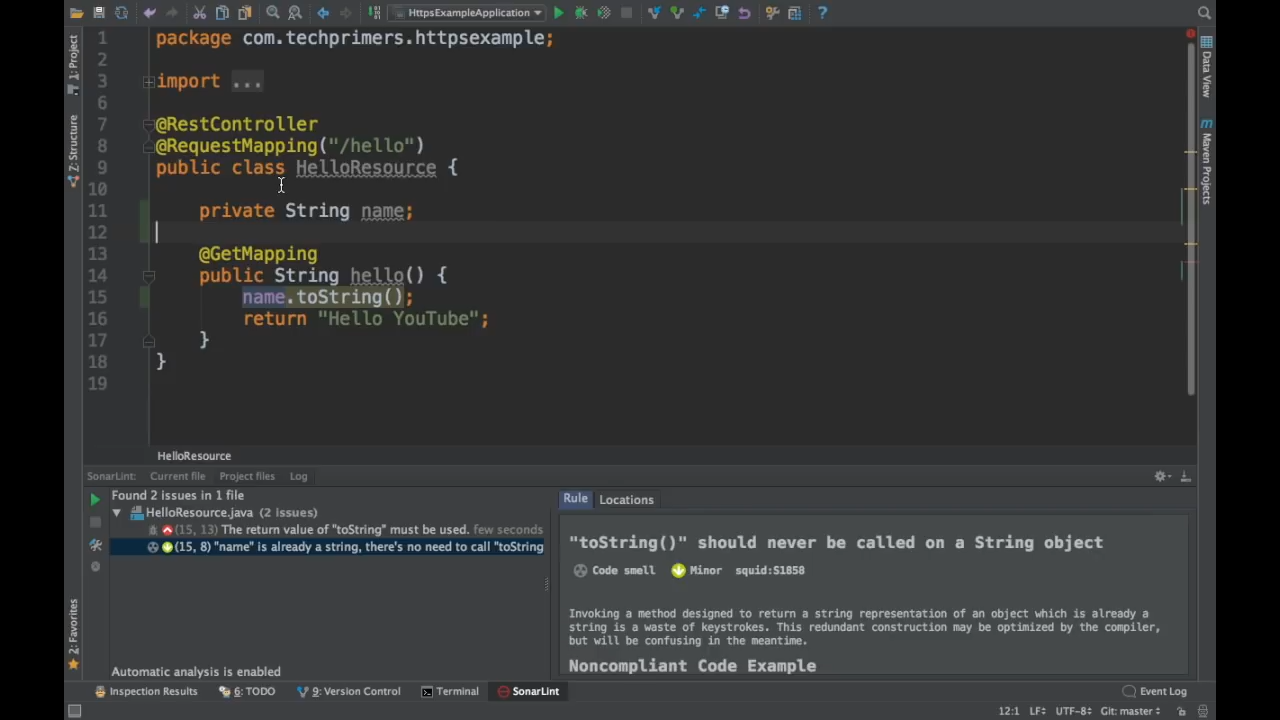 HttpsExampleApplication
1 package com.techprimers.httpsexample;
2
3 import ...
6
7 @RestController
8 @RequestMapping("/hello")
9 public class HelloResource {
10
11 private String name;
12
13 @GetMapping
14 public String hello() {
15 name.toString();
16 return "Hello YouTube";
17 }
18 }
19
1: Project
7: Structure
2: Favorites
Data View
Maven Projects
HelloResource
SonarLint: Current file Project files Log
Found 2 issues in 1 file
HelloResource.java (2 issues)
(15, 13) The return value of "toString" must be used. few seconds
(15, 8) "name" is already a string, there's no need to call "toString
Automatic analysis is enabled
Rule Locations
"toString()" should never be called on a String object
Code smell Minor squid:S1858
Invoking a method designed to return a string representation of an object which is already a
string is a waste of keystrokes. This redundant construction may be optimized by the compiler,
but will be confusing in the meantime.
Noncompliant Code Example
Inspection Results 6: TODO 9: Version Control Terminal SonarLint Event Log
12:1 LF UTF-8 Git: master